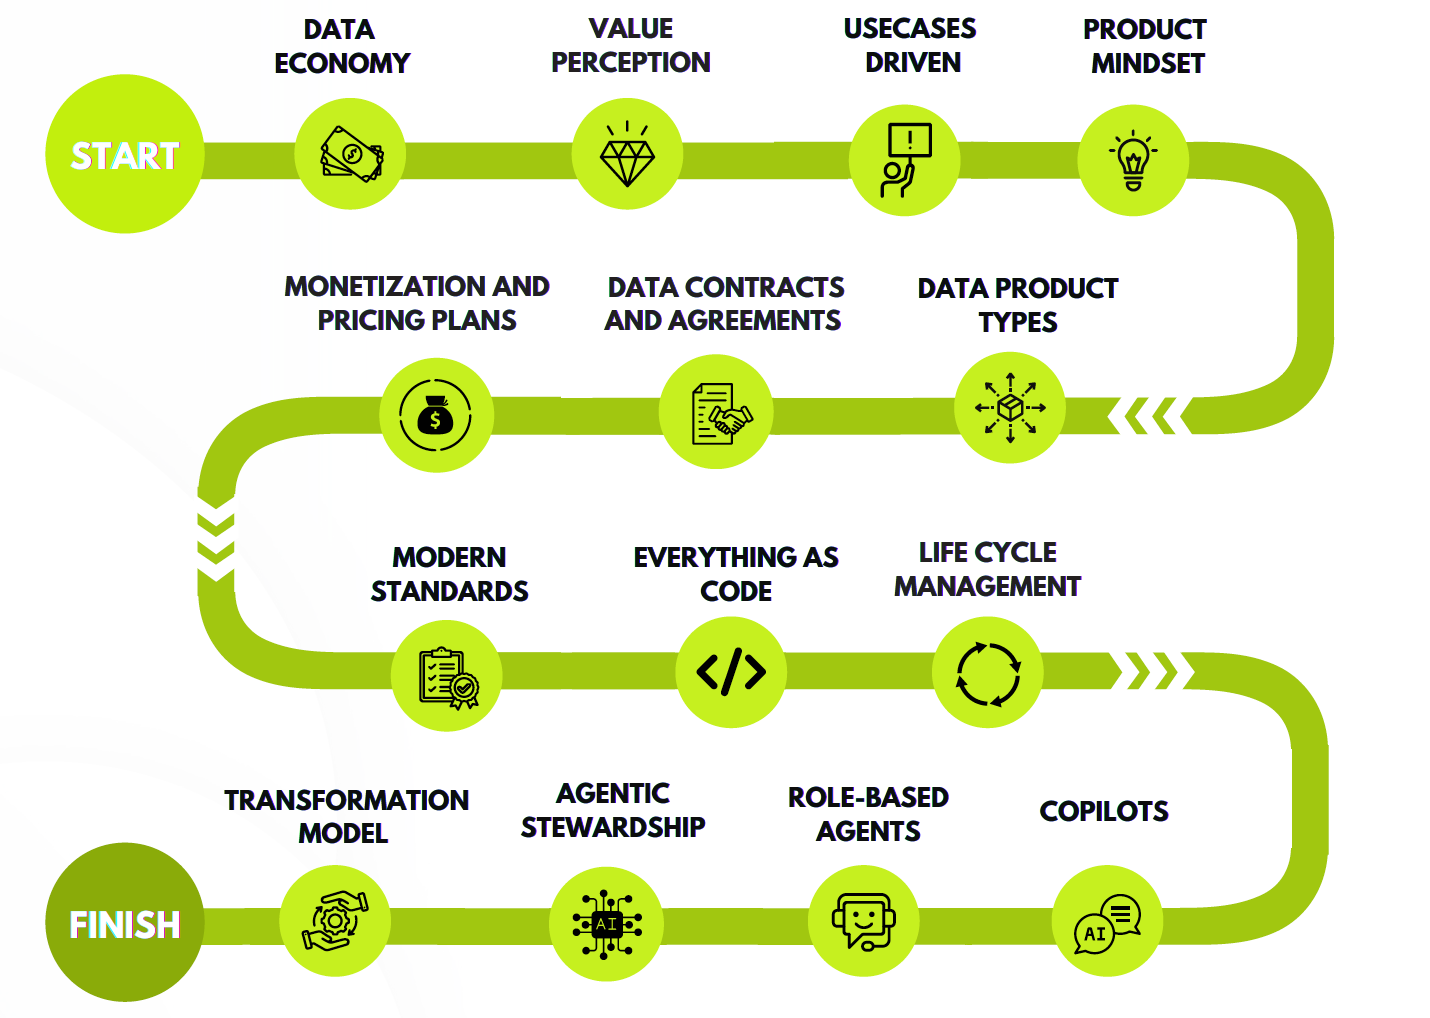 START
DATA
ECONOMY
VALUE
PERCEPTION
USECASES
DRIVEN
PRODUCT
MINDSET
DATA PRODUCT
TYPES
DATA CONTRACTS
AND AGREEMENTS
MONETIZATION AND
PRICING PLANS
$
MODERN
STANDARDS
EVERYTHING AS
CODE
</>
LIFE CYCLE
MANAGEMENT
COPILOTS
AI
ROLE-BASED
AGENTS
AGENTIC
STEWARDSHIP
AI
TRANSFORMATION
MODEL
FINISH